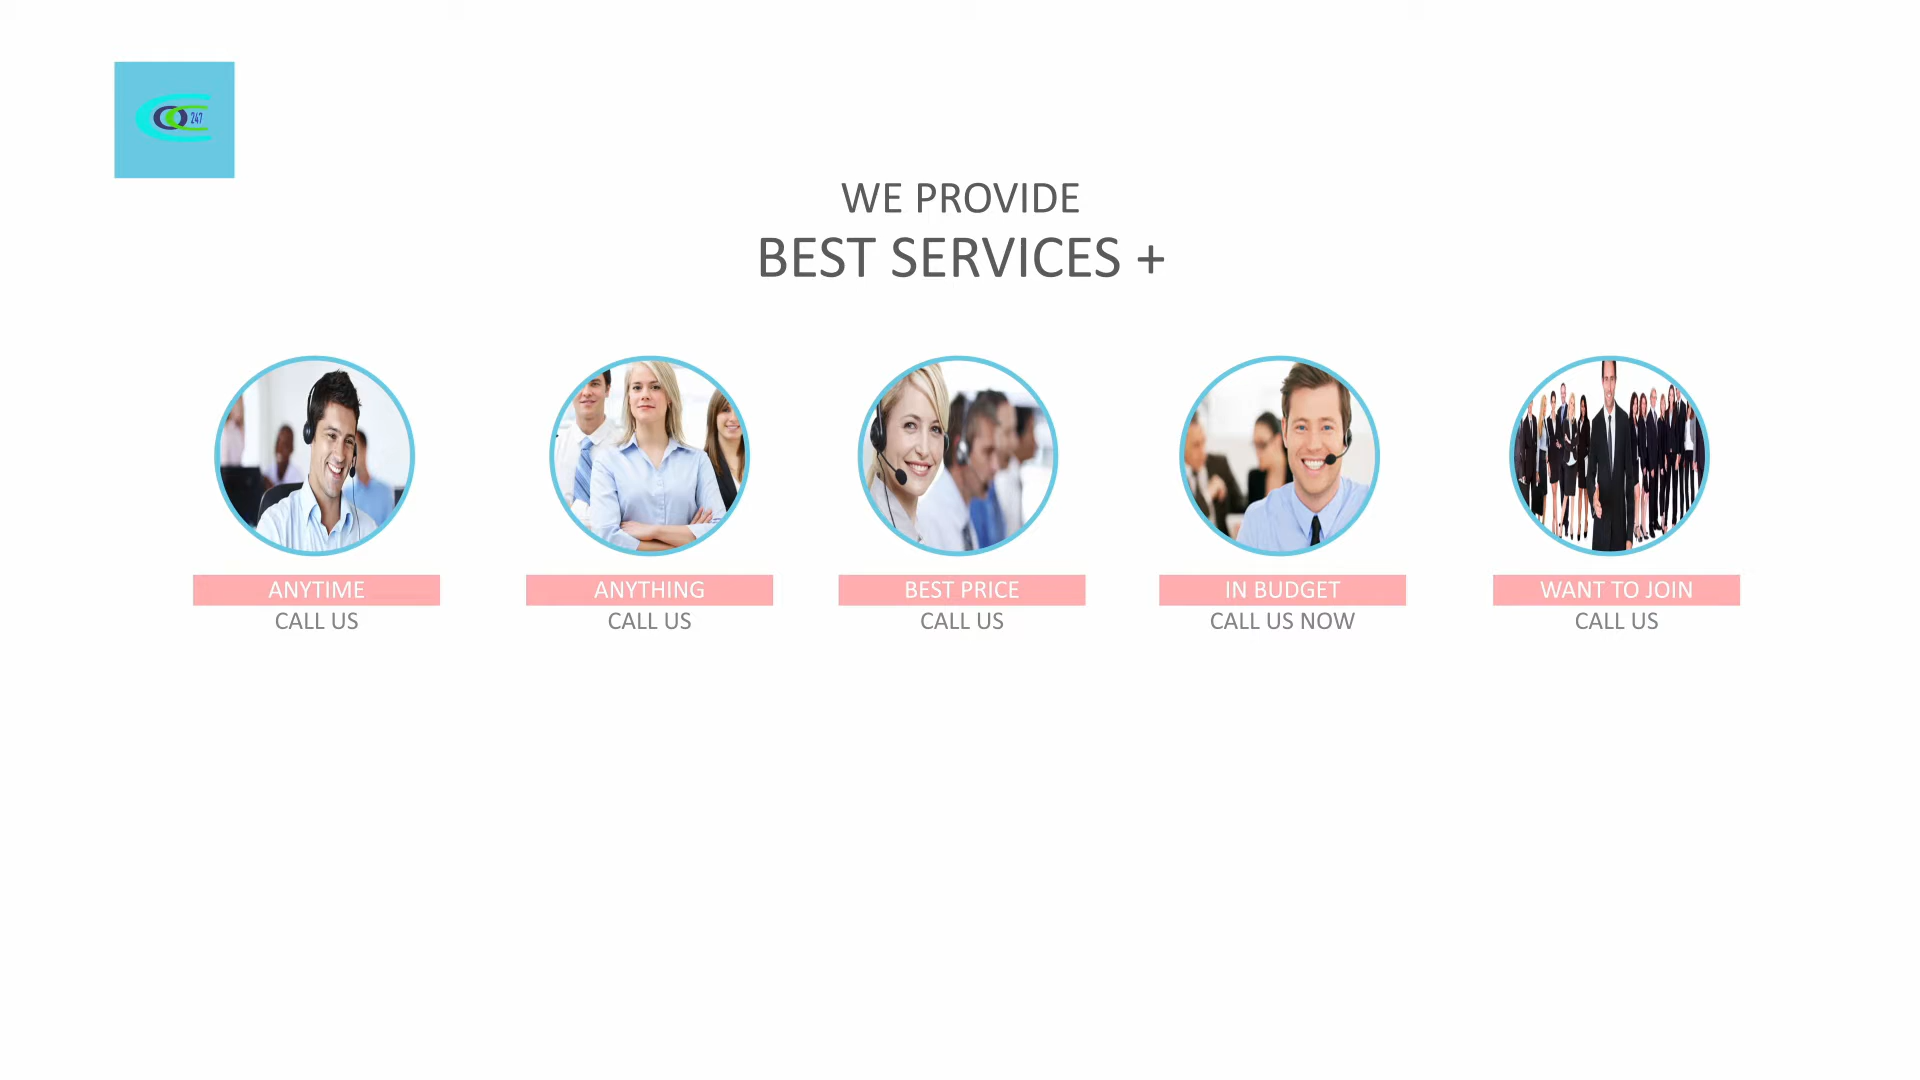 247
WE PROVIDE
BEST SERVICES +
ANYTIME
CALL US
ANYTHING
CALL US
BEST PRICE
CALL US
IN BUDGET
CALL US NOW
WANT TO JOIN
CALL US